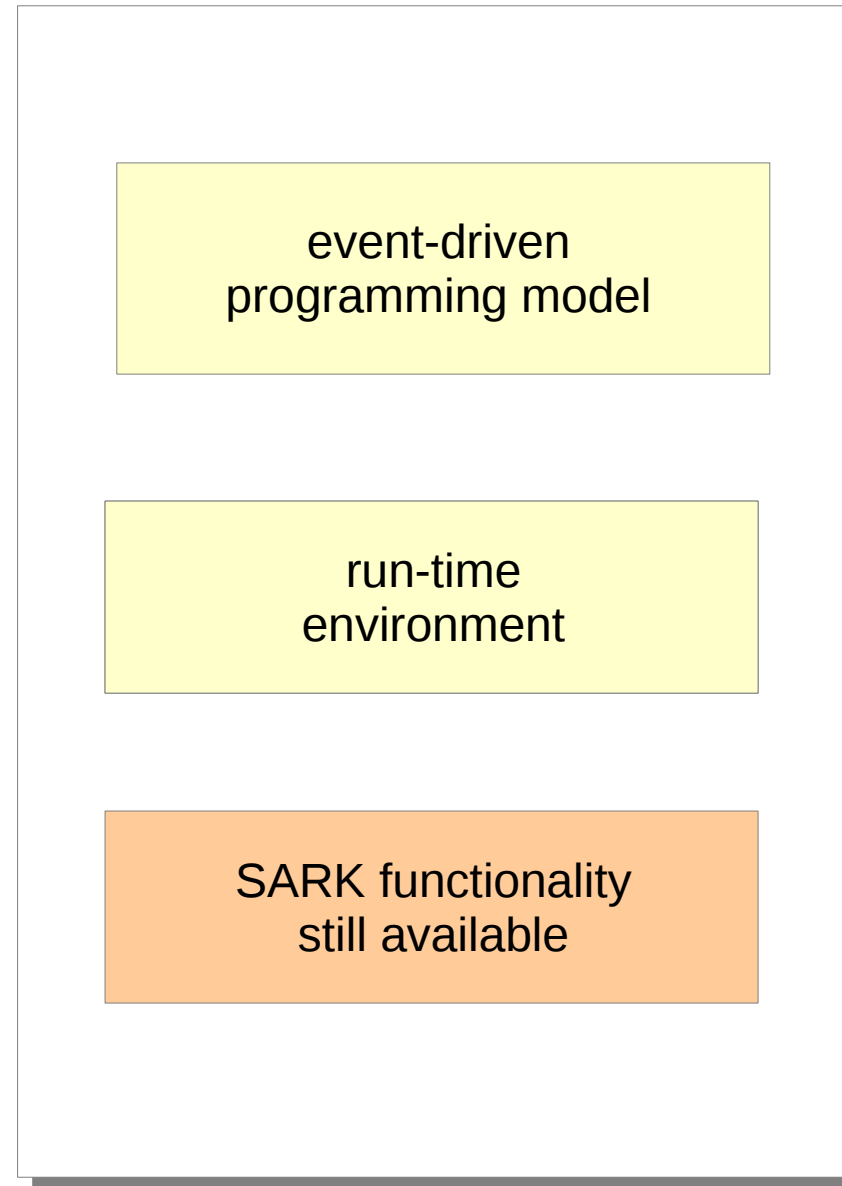 event-driven
programming model
run-time
environment
SARK functionality
still available